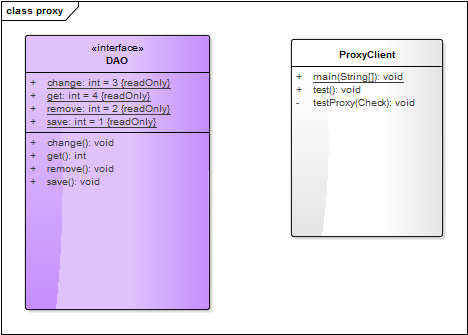 class proxy
«interface»
DAO
+ change: int = 3 {readOnly}
+ get: int = 4 {readOnly}
+ remove: int = 2 {readOnly}
+ save: int = 1 {readOnly}
+ change(): void
+ get(): int
+ remove(): void
+ save(): void
ProxyClient
+ main(String[]): void
+ test(): void
- testProxy(Check): void